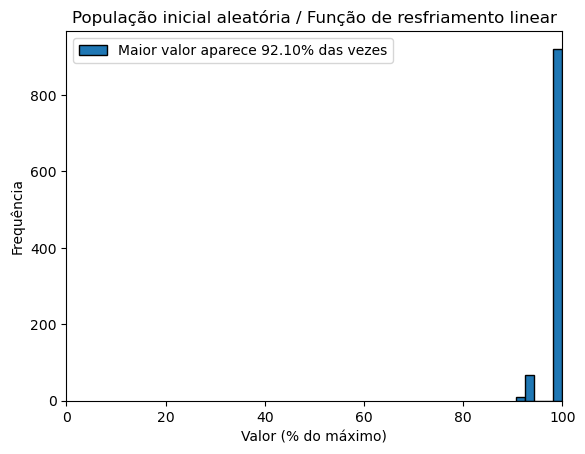 População inicial aleatória / Função de resfriamento linear
Maior valor aparece 92.10% das vezes
Frequência
800
600
400
200
0
0 20 40 60 80 100
Valor (% do máximo)